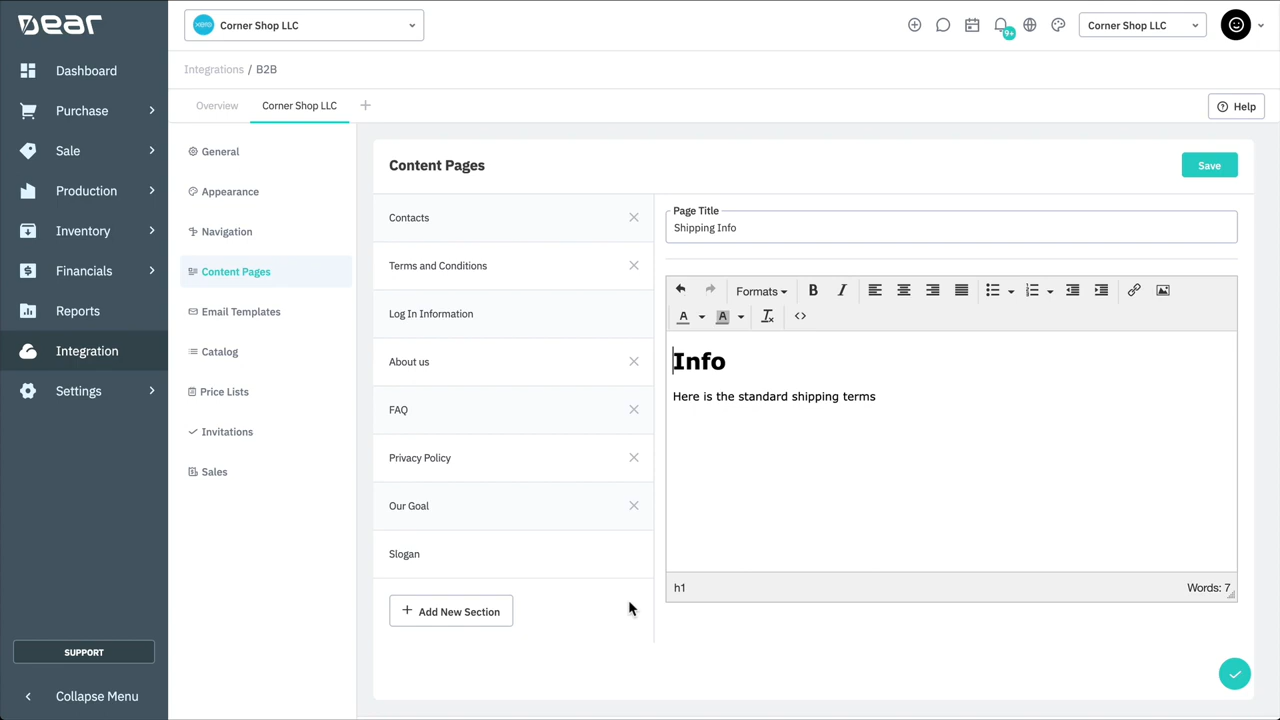 Dear
xero Corner Shop LLC
9+
Corner Shop LLC
Dashboard
Purchase
Sale
Production
Inventory
Financials
Reports
Integration
Settings
SUPPORT
Collapse Menu
Integrations / B2B
Overview
Corner Shop LLC
Help
General
Appearance
Navigation
Content Pages
Email Templates
Catalog
Price Lists
Invitations
Sales
Content Pages
Save
Contacts
Terms and Conditions
Log In Information
About us
FAQ
Privacy Policy
Our Goal
Slogan
+ Add New Section
Page Title
Shipping Info
Formats
B I
A A
Info
Here is the standard shipping terms
h1
Words: 7